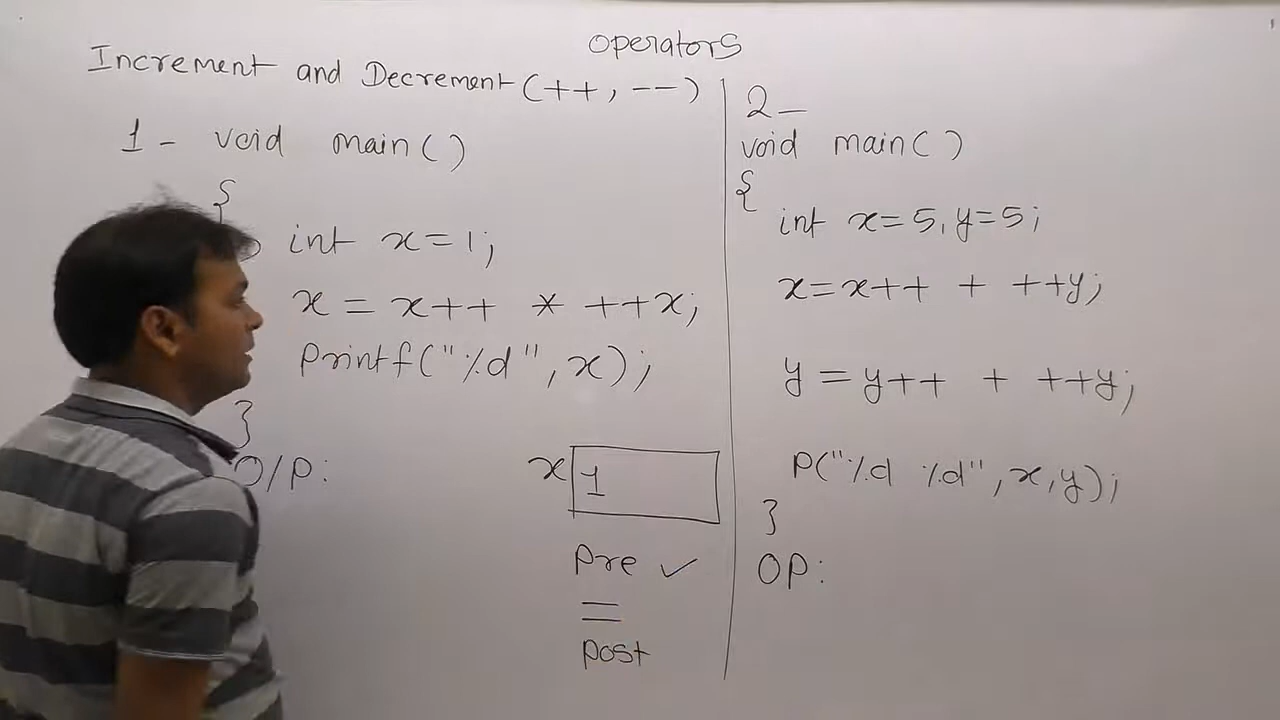 Operators
Increment and Decrement (++, --)
1- void main()
{
int x=1;
x = x++ * ++x;
Printf("%d", x);
}
O/P:
x 1
Pre ✓
=
Post
2-
void main()
{
int x=5,y=5;
x=x++ + ++y;
y=y++ + ++y;
P("%d %d",x,y);
}
OP: